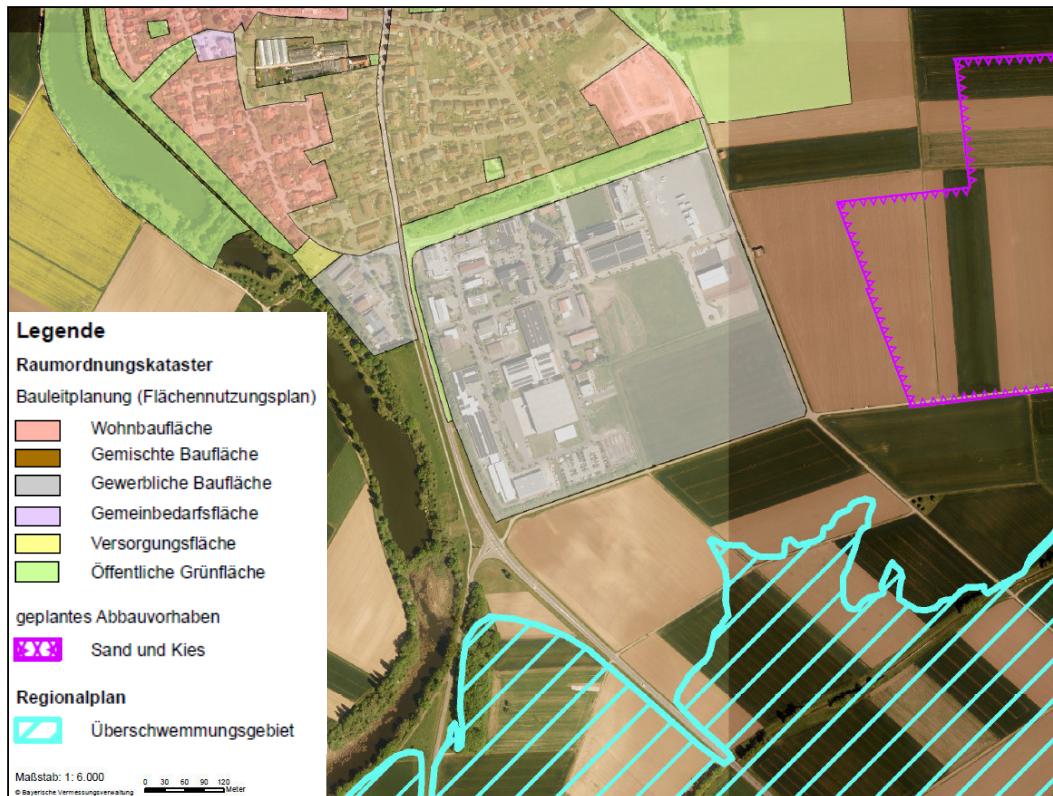 Legende
Raumordnungskataster
Bauleitplanung (Flächennutzungsplan)
Wohnbaufläche
Gemischte Baufläche
Gewerbliche Baufläche
Gemeinbedarfsfläche
Versorgungsfläche
Öffentliche Grünfläche
geplantes Abbauvorhaben
Sand und Kies
Regionalplan
Überschwemmungsgebiet
Maßstab: 1: 6.000
0 30 60 90 120
Meter
© Bayerische Vermessungsverwaltung